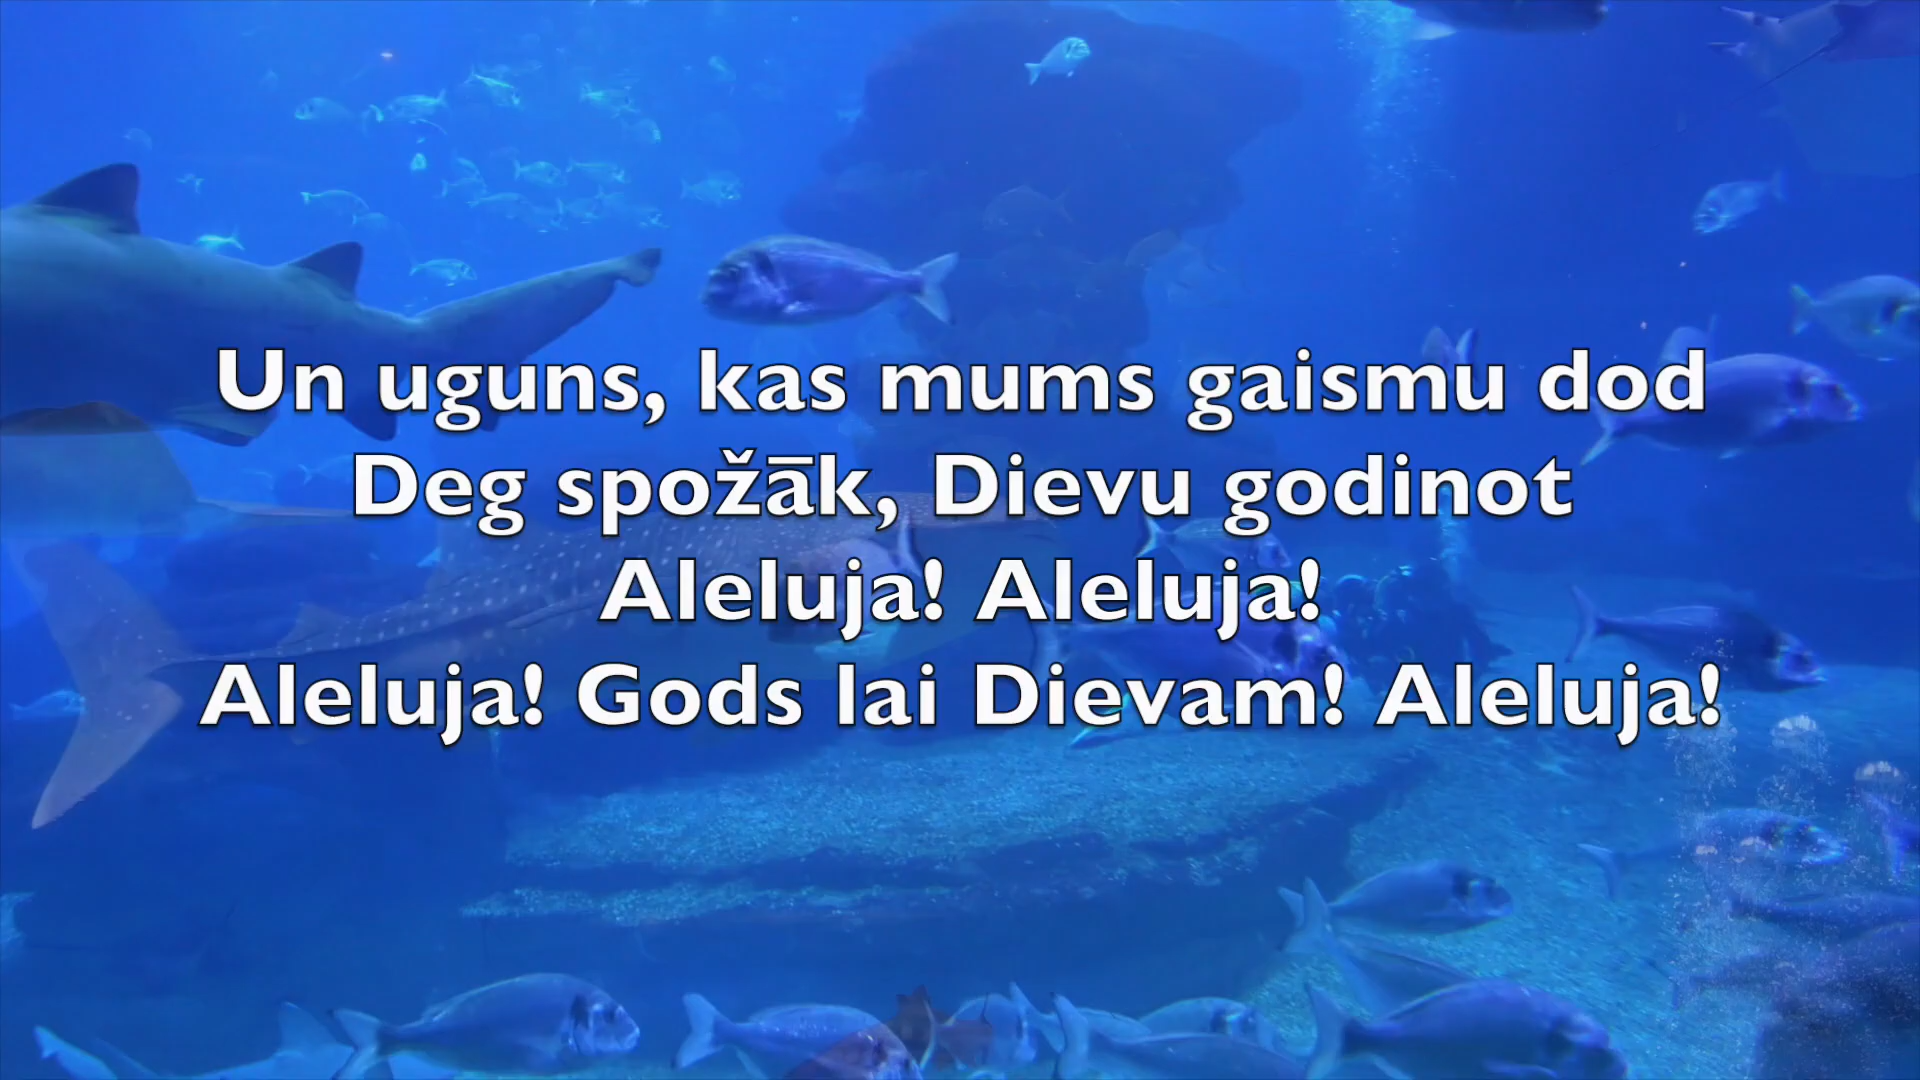 Un uguns, kas mums gaismu dod
Deg spožāk, Dievu godinot
Aleluja! Aleluja!
Aleluja! Gods lai Dievam! Aleluja!